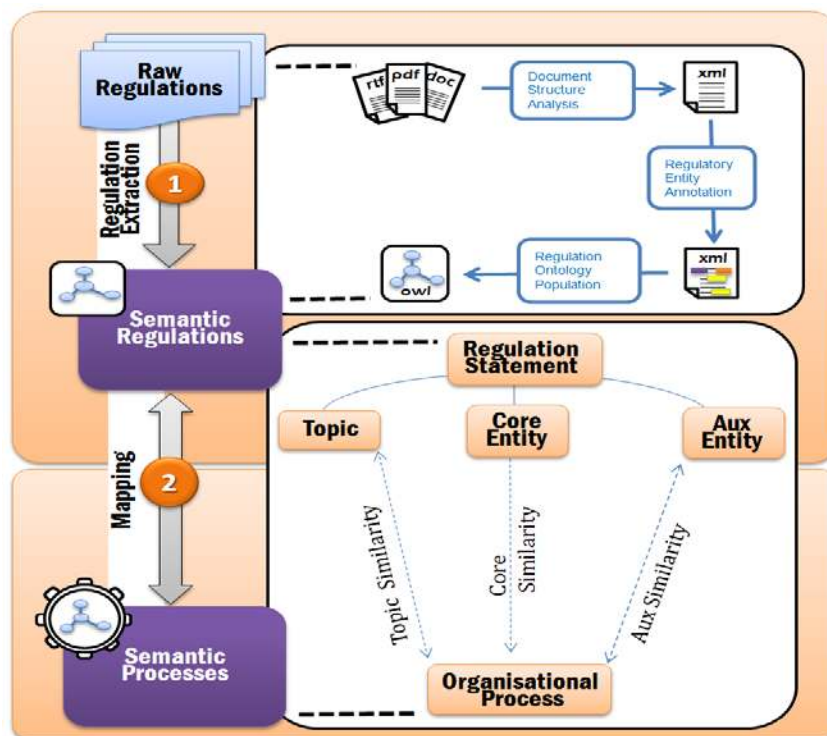 Raw
Regulations
rtf
pdf
doc
Document
Structure
Analysis
xml
Regulation
Extraction
1
Regulatory
Entity
Annotation
xml
Regulation
Ontology
Population
owl
Semantic
Regulations
Regulation
Statement
Topic
Core
Entity
Aux
Entity
Mapping
2
Topic Similarity
Core
Similarity
Aux Similarity
Semantic
Processes
Organisational
Process